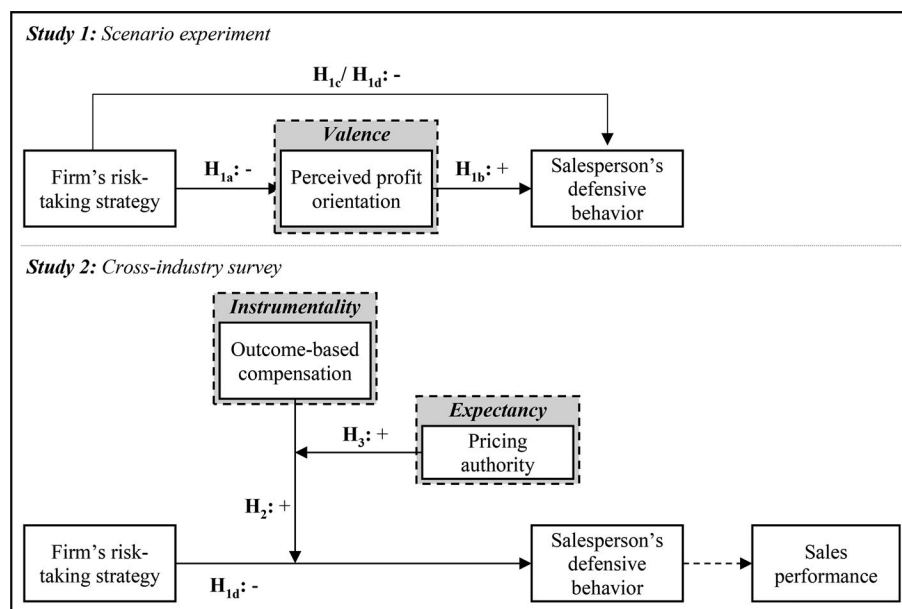 Study 1: Scenario experiment
H1c/ H1d: -
Valence
Firm's risk-
taking strategy
H1a: -
Perceived profit
orientation
H1b: +
Salesperson's
defensive
behavior
Study 2: Cross-industry survey
Instrumentality
Outcome-based
compensation
Expectancy
H3: +
Pricing
authority
H2: +
Firm's risk-
taking strategy
H1d: -
Salesperson's
defensive
behavior
Sales
performance